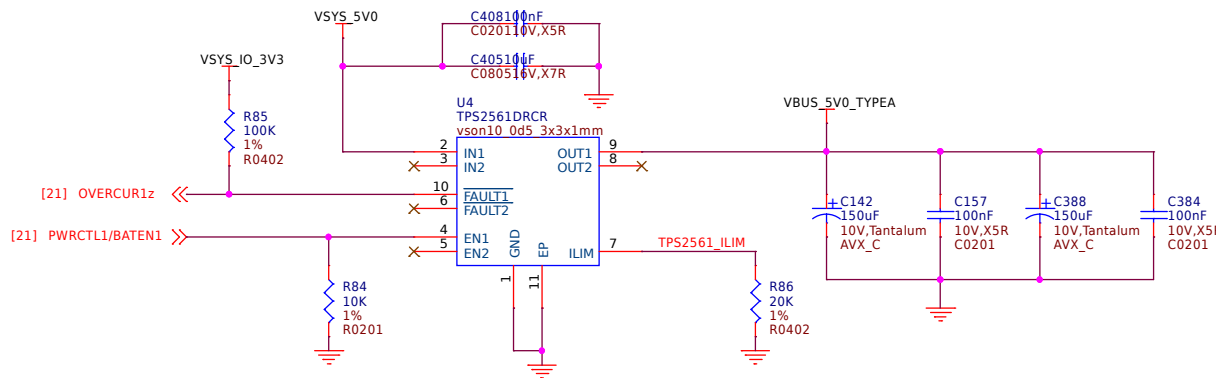 VSYS_5V0
C408100nF
C020110V,X5R
C40510uF
C080516V,X7R
VSYS_IO_3V3
R85
100K
1%
R0402
U4
TPS2561DRCR
vson10_0d5_3x3x1mm
2 IN1
3 IN2
10 FAULT1
6 FAULT2
4 EN1
5 EN2
GND 1
EP 11
OUT1 9
OUT2 8
ILIM 7
[21] OVERCUR1z
[21] PWRCTL1/BATEN1
R84
10K
1%
R0201
TPS2561_ILIM
R86
20K
1%
R0402
VBUS_5V0_TYPEA
+C142
150uF
10V,Tantalum
AVX_C
C157
100nF
10V,X5R
C0201
+C388
150uF
10V,Tantalum
AVX_C
C384
100nF
10V,X5R
C0201